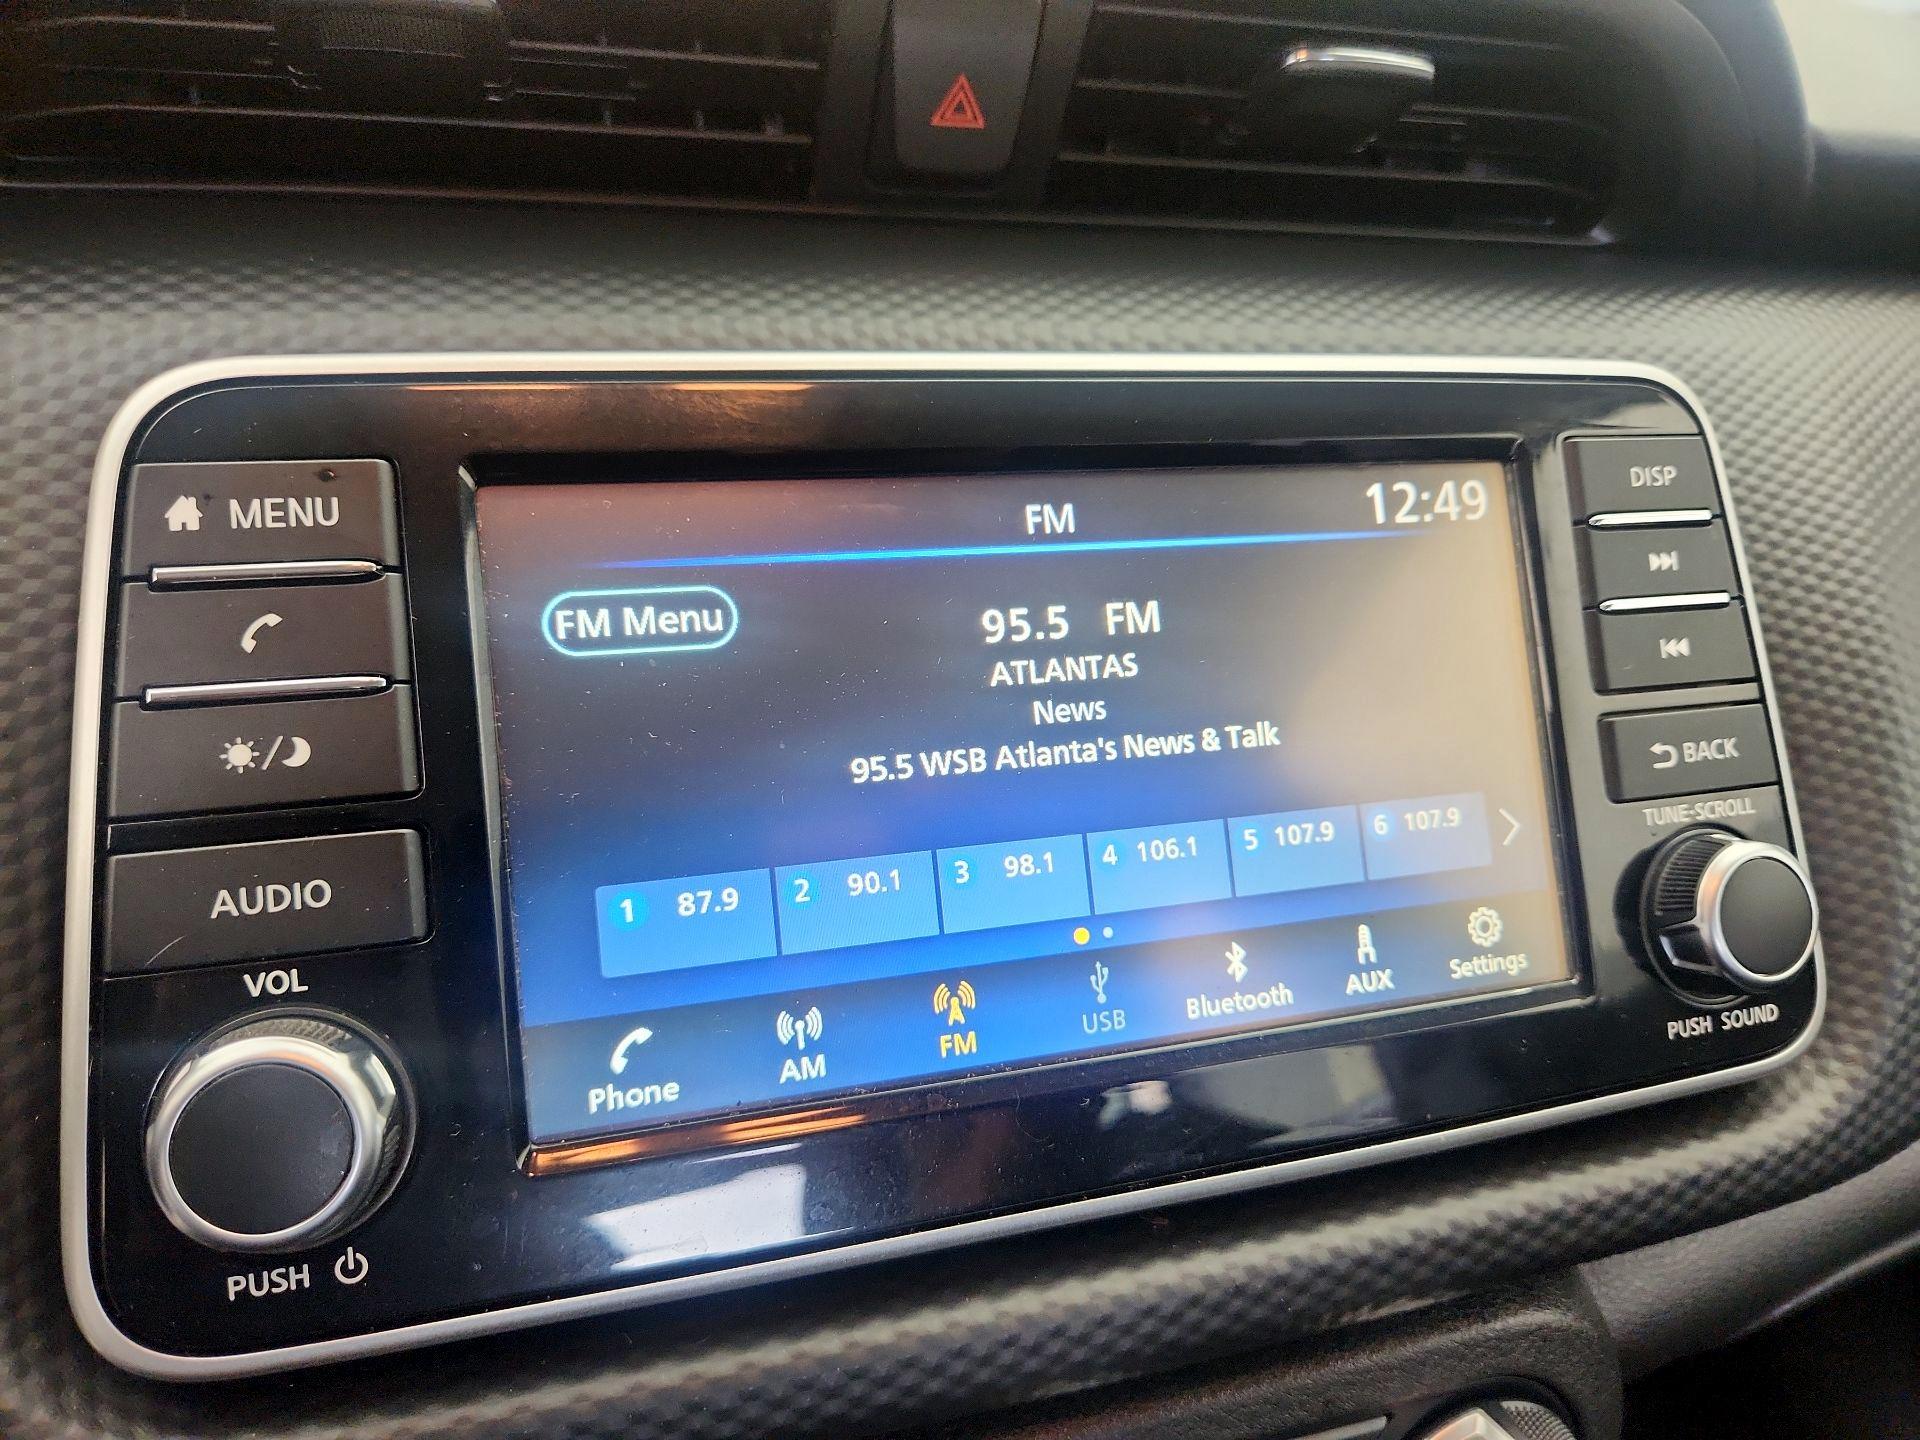 MENU
AUDIO
VOL
PUSH
FM
12:49
FM Menu
95.5 FM
ATLANTAS
News
95.5 WSB Atlanta's News & Talk
1 87.9
2 90.1
3 98.1
4 106.1
5 107.9
6 107.9
Phone
AM
FM
USB
Bluetooth
AUX
Settings
DISP
BACK
TUNE·SCROLL
PUSH SOUND